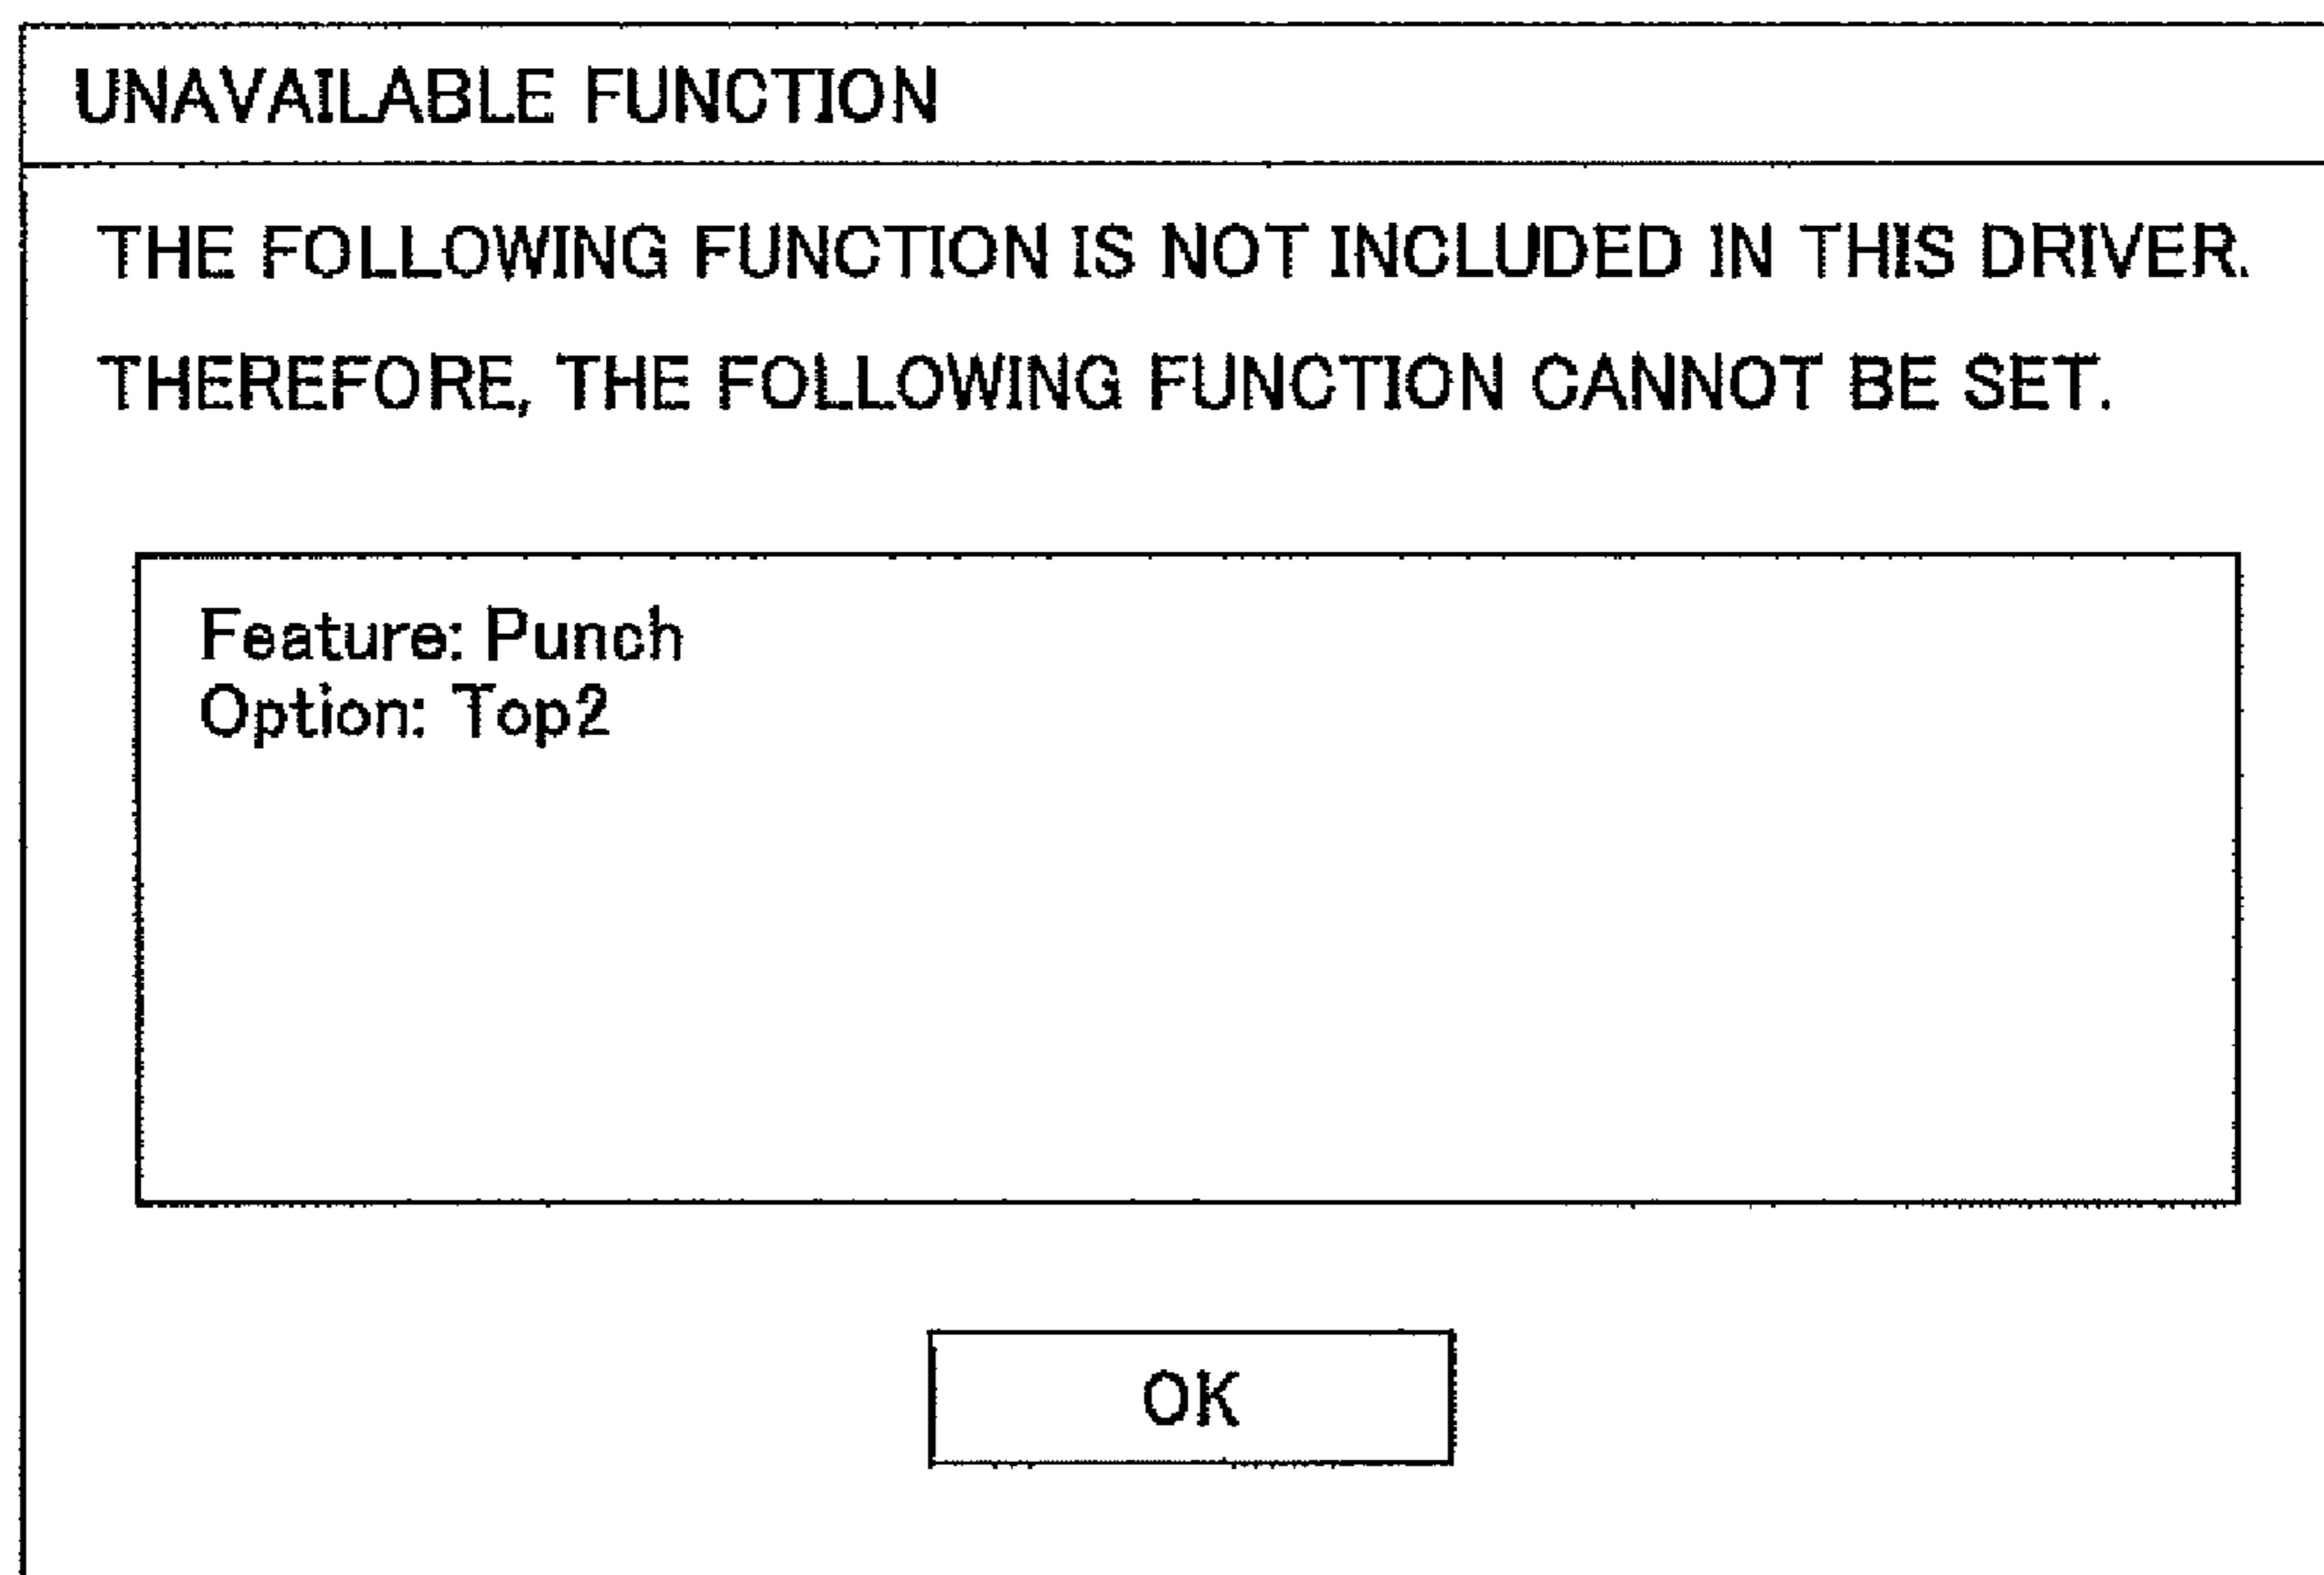 UNAVAILABLE FUNCTION
THE FOLLOWING FUNCTION IS NOT INCLUDED IN THIS DRIVER.
THEREFORE, THE FOLLOWING FUNCTION CANNOT BE SET.
Feature: Punch
Option: Top2
OK